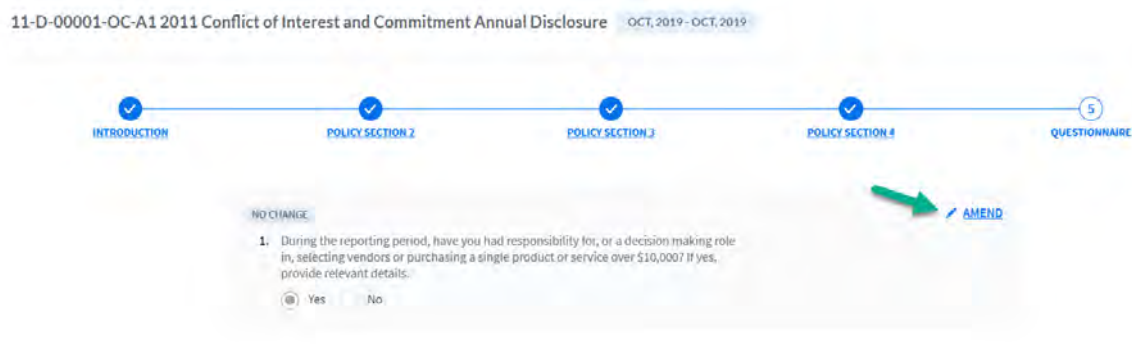 11-D-00001-OC-A1 2011 Conflict of Interest and Commitment Annual Disclosure OCT, 2019 - OCT, 2019
5
INTRODUCTION POLICY SECTION 2 POLICY SECTION 3 POLICY SECTION 4 QUESTIONNAIRE
NO CHANGE AMEND
1. During the reporting period, have you had responsibility for, or a decision making role
in, selecting vendors or purchasing a single product or service over $10,000? If yes,
provide relevant details.
Yes No